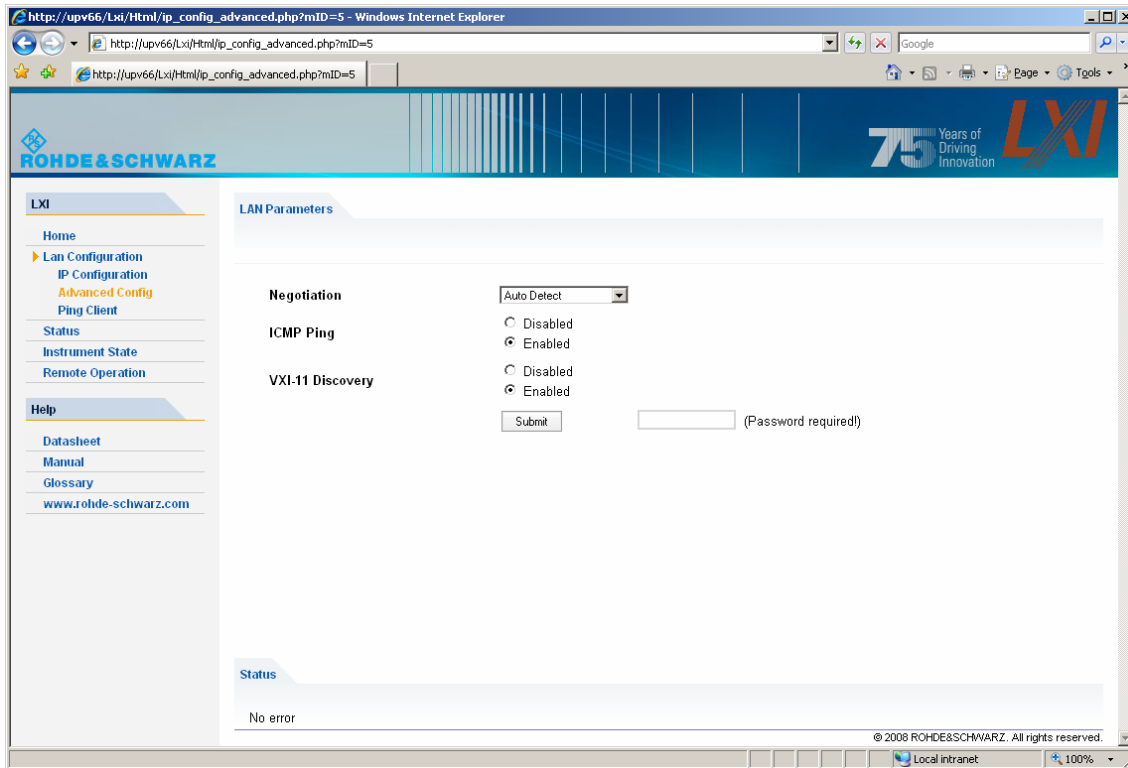 http://upv66/Lxi/Html/ip_config_advanced.php?mID=5 - Windows Internet Explorer
http://upv66/Lxi/Html/ip_config_advanced.php?mID=5
Google
http://upv66/Lxi/Html/ip_config_advanced.php?mID=5
Page
Tools
ROHDE&SCHWARZ
75 Years of
Driving
Innovation
LXI
LXI
Home
Lan Configuration
IP Configuration
Advanced Config
Ping Client
Status
Instrument State
Remote Operation
Help
Datasheet
Manual
Glossary
www.rohde-schwarz.com
LAN Parameters
Negotiation
Auto Detect
ICMP Ping
Disabled
Enabled
VXI-11 Discovery
Disabled
Enabled
Submit
(Password required!)
Status
No error
© 2008 ROHDE&SCHWARZ. All rights reserved.
Local intranet
100%